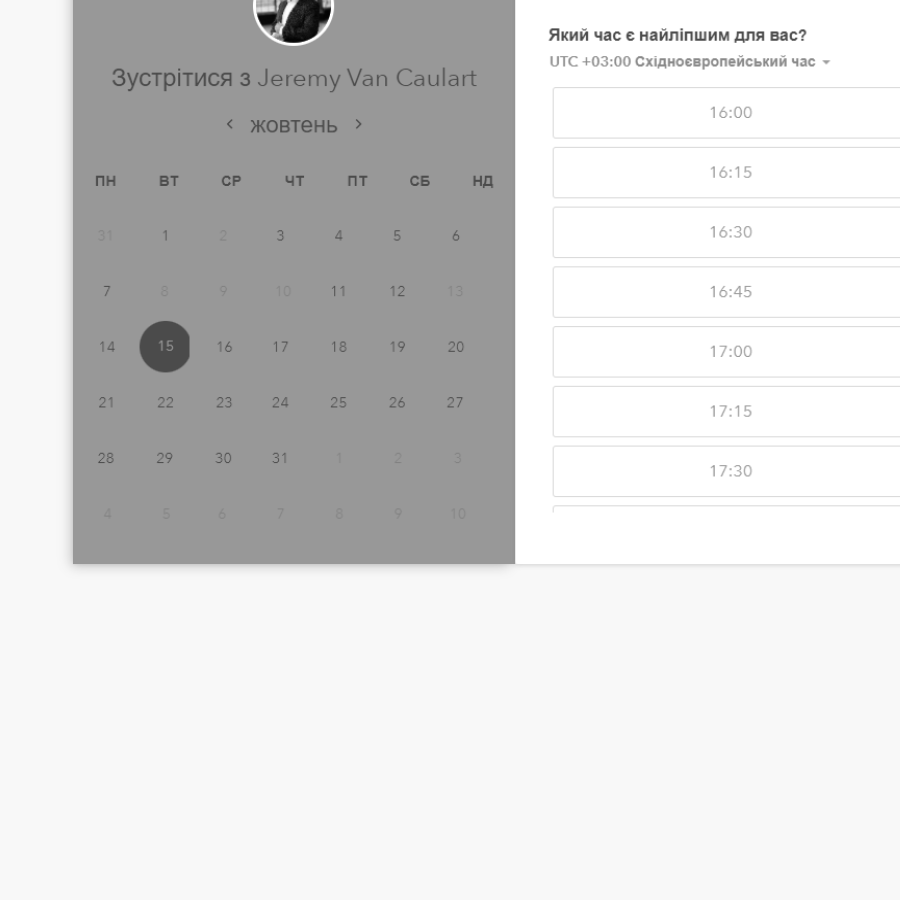 Зустрітися з Jeremy Van Caulart
жовтень
ПН ВТ СР ЧТ ПТ СБ НД
31 1 2 3 4 5 6
7 8 9 10 11 12 13
14 15 16 17 18 19 20
21 22 23 24 25 26 27
28 29 30 31 1 2 3
4 5 6 7 8 9 10
Який час є найліпшим для вас?
UTC +03:00 Східноєвропейський час
16:00
16:15
16:30
16:45
17:00
17:15
17:30